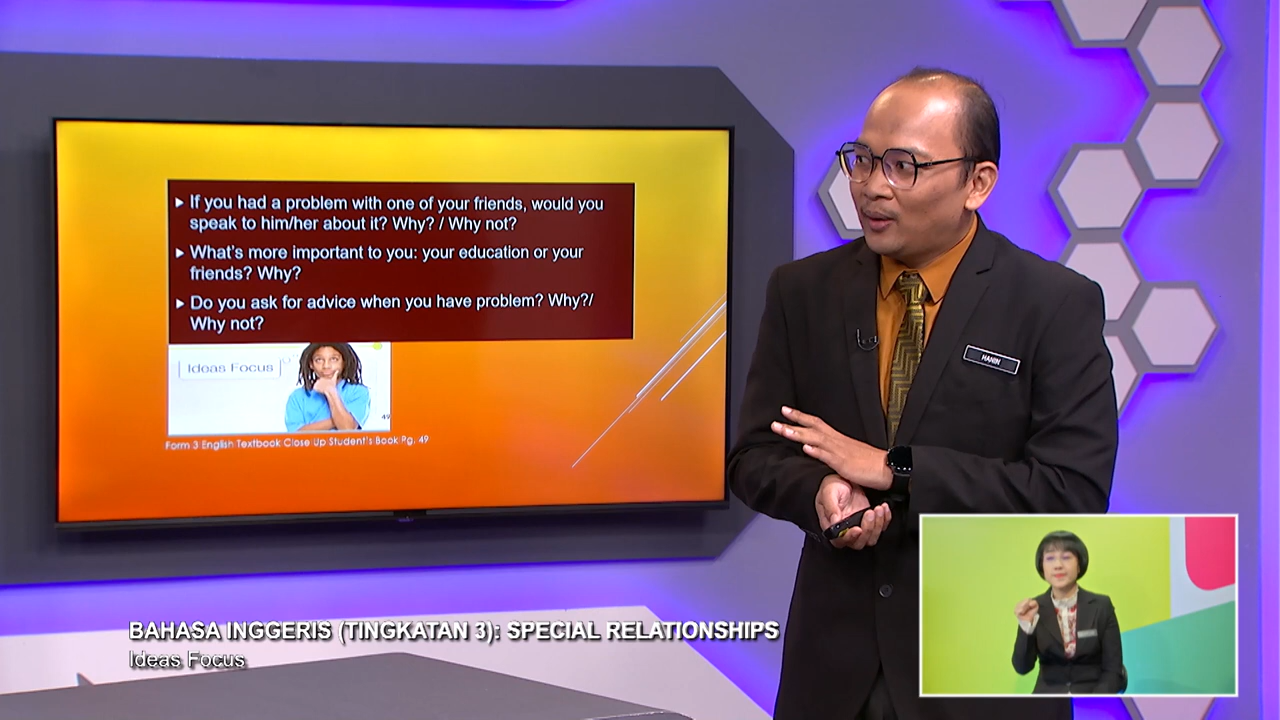 ▸ If you had a problem with one of your friends, would you
speak to him/her about it? Why? / Why not?
▸ What's more important to you: your education or your
friends? Why?
▸ Do you ask for advice when you have problem? Why?/
Why not?
Ideas Focus
49
Form 3 English Textbook Close Up Student's Book Pg. 49
HANIN
BAHASA INGGERIS (TINGKATAN 3): SPECIAL RELATIONSHIPS
Ideas Focus